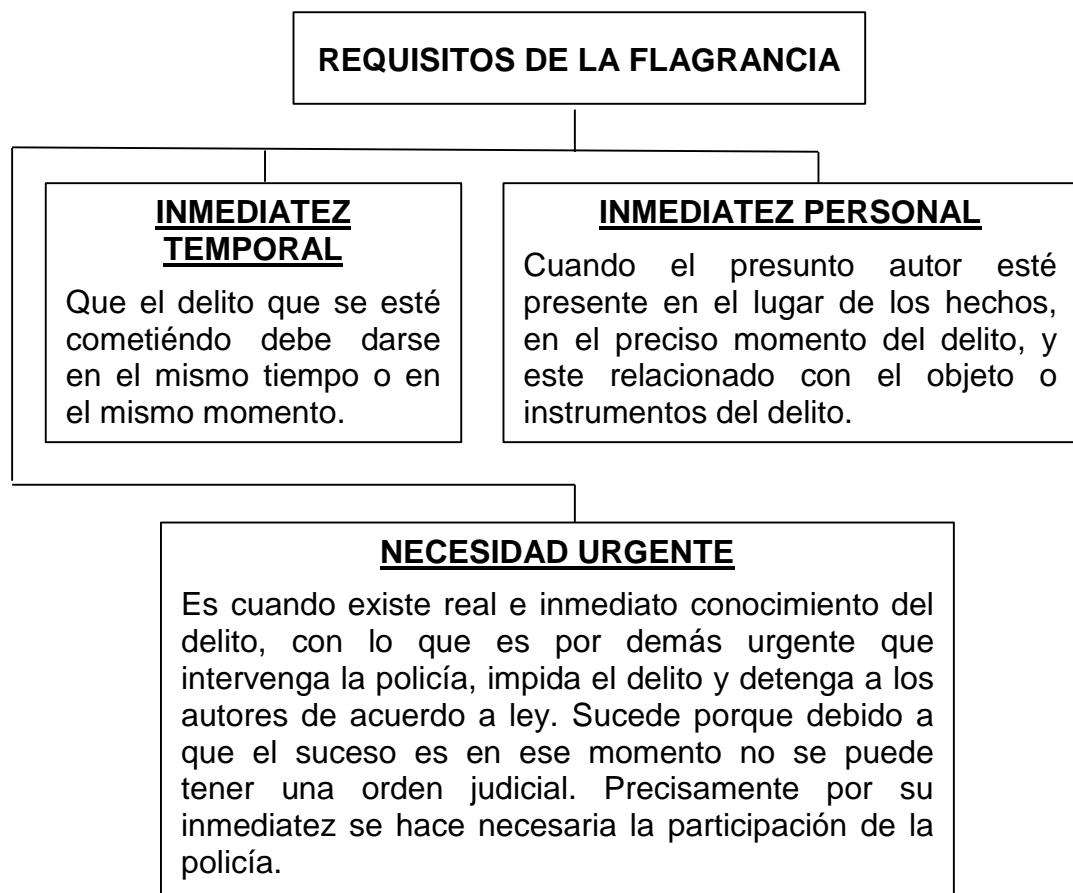 REQUISITOS DE LA FLAGRANCIA
INMEDIATEZ
TEMPORAL
Que el delito que se esté
cometiéndo debe darse
en el mismo tiempo o en
el mismo momento.
INMEDIATEZ PERSONAL
Cuando el presunto autor esté
presente en el lugar de los hechos,
en el preciso momento del delito, y
este relacionado con el objeto o
instrumentos del delito.
NECESIDAD URGENTE
Es cuando existe real e inmediato conocimiento del
delito, con lo que es por demás urgente que
intervenga la policía, impida el delito y detenga a los
autores de acuerdo a ley. Sucede porque debido a
que el suceso es en ese momento no se puede
tener una orden judicial. Precisamente por su
inmediatez se hace necesaria la participación de la
policía.